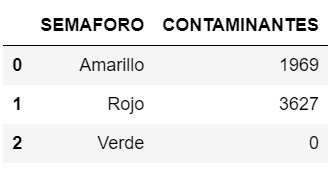 SEMAFORO CONTAMINANTES
0 Amarillo 1969
1 Rojo 3627
2 Verde 0